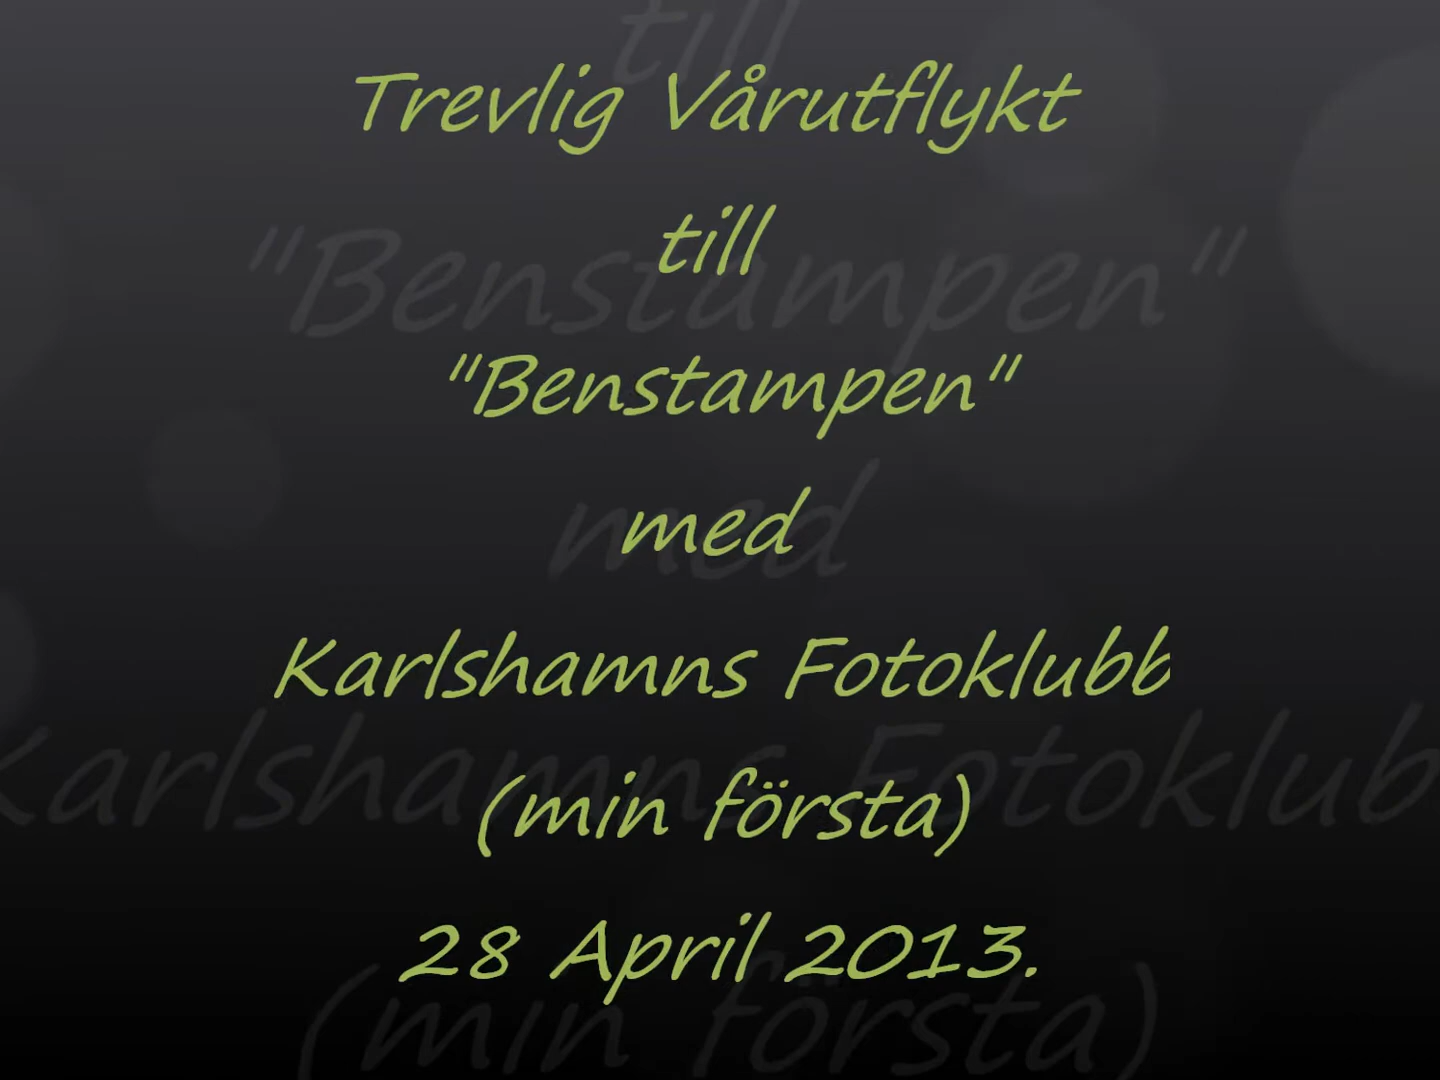 Trevlig Vårutflykt
till
"Benstampen"
med
Karlshamns Fotoklubb
(min första)
28 April 2013.